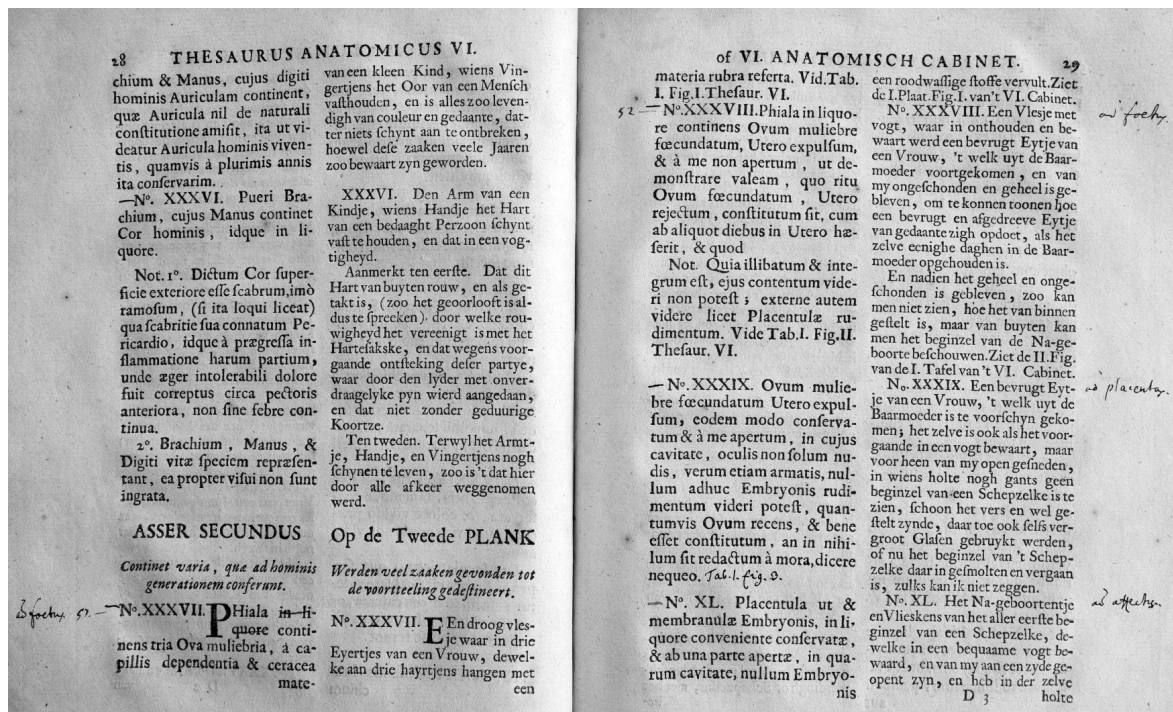 28 THESAURUS ANATOMICUS VI.
chium & Manus, cujus digiti
hominis Auriculam continent,
quæ Auricula nil de naturali
conſtitutione amiſit, ita ut vi-
deatur Auricula hominis viven-
tis, quamvis à plurimis annis
ita conſervarim.
—No. XXXVI. Pueri Bra-
chium, cujus Manus continet
Cor hominis, idque in li-
quore.
Not. 1o. Dictum Cor ſuper-
ficie exteriore eſſe ſcabrum, imò
ramoſum, (ſi ita loqui liceat)
qua ſcabritie ſua connatum Pe-
ricardio, idque à prægreſſa in-
flammatione harum partium,
unde æger intolerabili dolore
fuit correptus circa pectoris
anteriora, non ſine febre con-
tinua.
2o. Brachium, Manus, &
Digiti vitæ ſpeciem repræſen-
tant, ea propter viſui non ſunt
ingrata.
ASSER SECUNDUS
Continet varia, quæ ad hominis
generationem conferunt.
57. —No. XXXVII. PHiala in li-
quore conti-
nens tria Ova muliebria, à ca-
pillis dependentia & ceracea
mate-
van een kleen Kind, wiens Vin-
gertjens het Oor van een Menſch
vaſthouden, en is alles zoo leven-
digh van couleur en gedaante, dat-
ter niets ſchynt aan te ontbreken,
hoewel deſe zaaken veele Jaaren
zoo bewaart zyn geworden.
XXXVI. Den Arm van een
Kindje, wiens Handje het Hart
van een bedaaght Perzoon ſchynt
vaſt te houden, en dat in een vog-
tigheyd.
Aanmerkt ten eerſte. Dat dit
Hart van buyten rouw, en als ge-
takt is, (zoo het geoorlooft is al-
dus te ſpreeken) door welke rou-
wigheyd het vereenigt is met het
Harteſakske, en dat wegens voor-
gaande ontſteking deſer partye,
waar door den lyder met onver-
draagelyke pyn wierd aangedaan,
en dat niet zonder geduurige
Koortze.
Ten tweden. Terwyl het Armt-
je, Handje, en Vingertjens nogh
ſchynen te leven, zoo is't dat hier
door alle afkeer weggenomen
werd.
Op de Tweede PLANK
Werden veel zaaken gevonden tot
de voortteeling gedeſtineert.
No. XXXVII. EEn droog vles-
je waar in drie
Eyertjes van een Vrouw, dewel-
ke aan drie hayrtjens hangen met
een
of VI. ANATOMISCH CABINET. 29
materia rubra referta. Vid. Tab.
I. Fig. I. Theſaur. VI.
52 —No. XXXVIII. Phiala in liquo-
re continens Ovum muliebre
fœcundatum, Utero expulſum,
& à me non apertum, ut de-
monſtrare valeam, quo ritu
Ovum fœcundatum, Utero
rejectum, conſtitutum ſit, cum
ab aliquot diebus in Utero hæ-
ſerit, & quod
Not. Quia illibatum & inte-
grum eſt, ejus contentum vide-
ri non poteſt; externe autem
videre licet Placentulæ ru-
dimentum. Vide Tab. I. Fig. II.
Theſaur. VI.
—No. XXXIX. Ovum mulie-
bre fœcundatum Utero expul-
ſum, eodem modo conſerva-
tum & à me apertum, in cujus
cavitate, oculis non ſolum nu-
dis, verum etiam armatis, nul-
lum adhuc Embryonis rudi-
mentum videri poteſt, quan-
tumvis Ovum recens, & bene
eſſet conſtitutum, an in nihi-
lum ſit redactum à mora, dicere
nequeo. Tab. I. fig.
—No. XL. Placentula ut &
membranulæ Embryonis, in li-
quore conveniente conſervatæ,
& ab una parte apertæ, in qua-
rum cavitate, nullum Embryo-
nis
een roodwaſſige ſtoffe vervult. Ziet
de I. Plaat. Fig. I. van't VI. Cabinet.
No. XXXVIII. Een Vlesje met
vogt, waar in onthouden en be-
waart werd een bevrugt Eytje van
een Vrouw, 't welk uyt de Baar-
moeder voortgekomen, en van
my ongeſchonden en geheel is ge-
bleven, om te konnen toonen hoe
een bevrugt en afgedreeve Eytje
van gedaante zigh opdoet, als het
zelve eenighe daghen in de Baar-
moeder opgehouden is.
En nadien het geheel en onge-
ſchonden is gebleven, zoo kan
men niet zien, hoe het van binnen
geſtelt is, maar van buyten kan
men het beginzel van de Na-ge-
boorte beſchouwen. Ziet de II. Fig.
van de I. Tafel van't VI. Cabinet.
No. XXXIX. Een bevrugt Eyt-
je van een Vrouw, 't welk uyt de
Baarmoeder is te voorſchyn geko-
men; het zelve is ook als het voor-
gaande in een vogt bewaart, maar
voor heen van my open geſneden,
in wiens holte nogh gants geen
beginzel van een Schepzelke is te
zien, ſchoon het vers en wel ge-
ſtelt zynde, daar toe ook ſelfs ver-
groot Glaſen gebruykt werden,
of nu het beginzel van 't Schep-
zelke daar in geſmolten en vergaan
is, zulks kan ik niet zeggen.
No. XL. Het Na-geboortentje
en Vlieskens van het aller eerſte be-
ginzel van een Schepzelke, de-
welke in een bequaame vogt be-
waard, en van my aan een zyde ge-
opent zyn, en heb in der zelve
D 3 holte
ad foetus.
ad placentas.